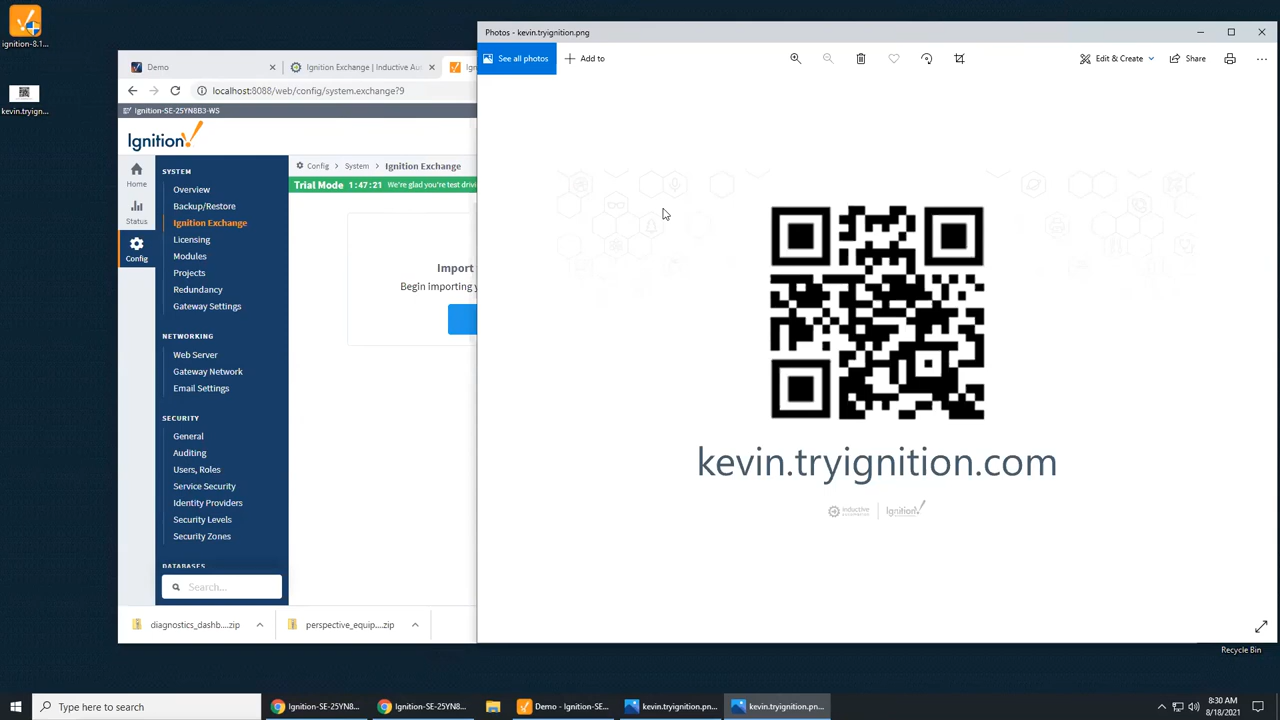 ignition-8.1...
kevin.tryign...
Photos - kevin.tryignition.png
See all photos
Add to
Edit & Create
Share
Demo
Ignition Exchange | Inductive Aut
Ign
localhost:8088/web/config/system.exchange?9
Ignition-SE-25YN8B3-WS
Ignition!
Home
Status
Config
SYSTEM
Overview
Backup/Restore
Ignition Exchange
Licensing
Modules
Projects
Redundancy
Gateway Settings
NETWORKING
Web Server
Gateway Network
Email Settings
SECURITY
General
Auditing
Users, Roles
Service Security
Identity Providers
Security Levels
Security Zones
DATABASES
Search...
Config > System > Ignition Exchange
Trial Mode 1:47:21 We're glad you're test drivi
Import
Begin importing y
kevin.tryignition.com
inductive automation
Ignition!
diagnostics_dashb....zip
perspective_equip....zip
Recycle Bin
Type here to search
Ignition-SE-25YN8...
Ignition-SE-25YN8...
Demo - Ignition-SE...
kevin.tryignition.pn...
kevin.tryignition.pn...
8:30 AM
8/18/2021